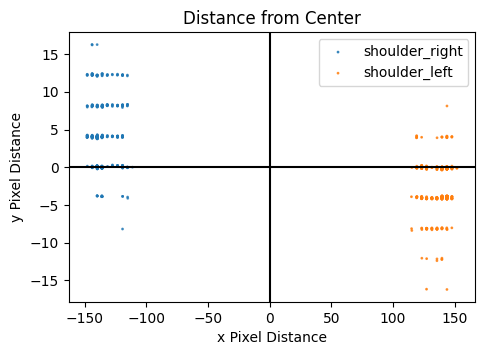 Distance from Center
shoulder_right
shoulder_left
y Pixel Distance
15
10
5
0
−5
−10
−15
−150
−100
−50
0
50
100
150
x Pixel Distance